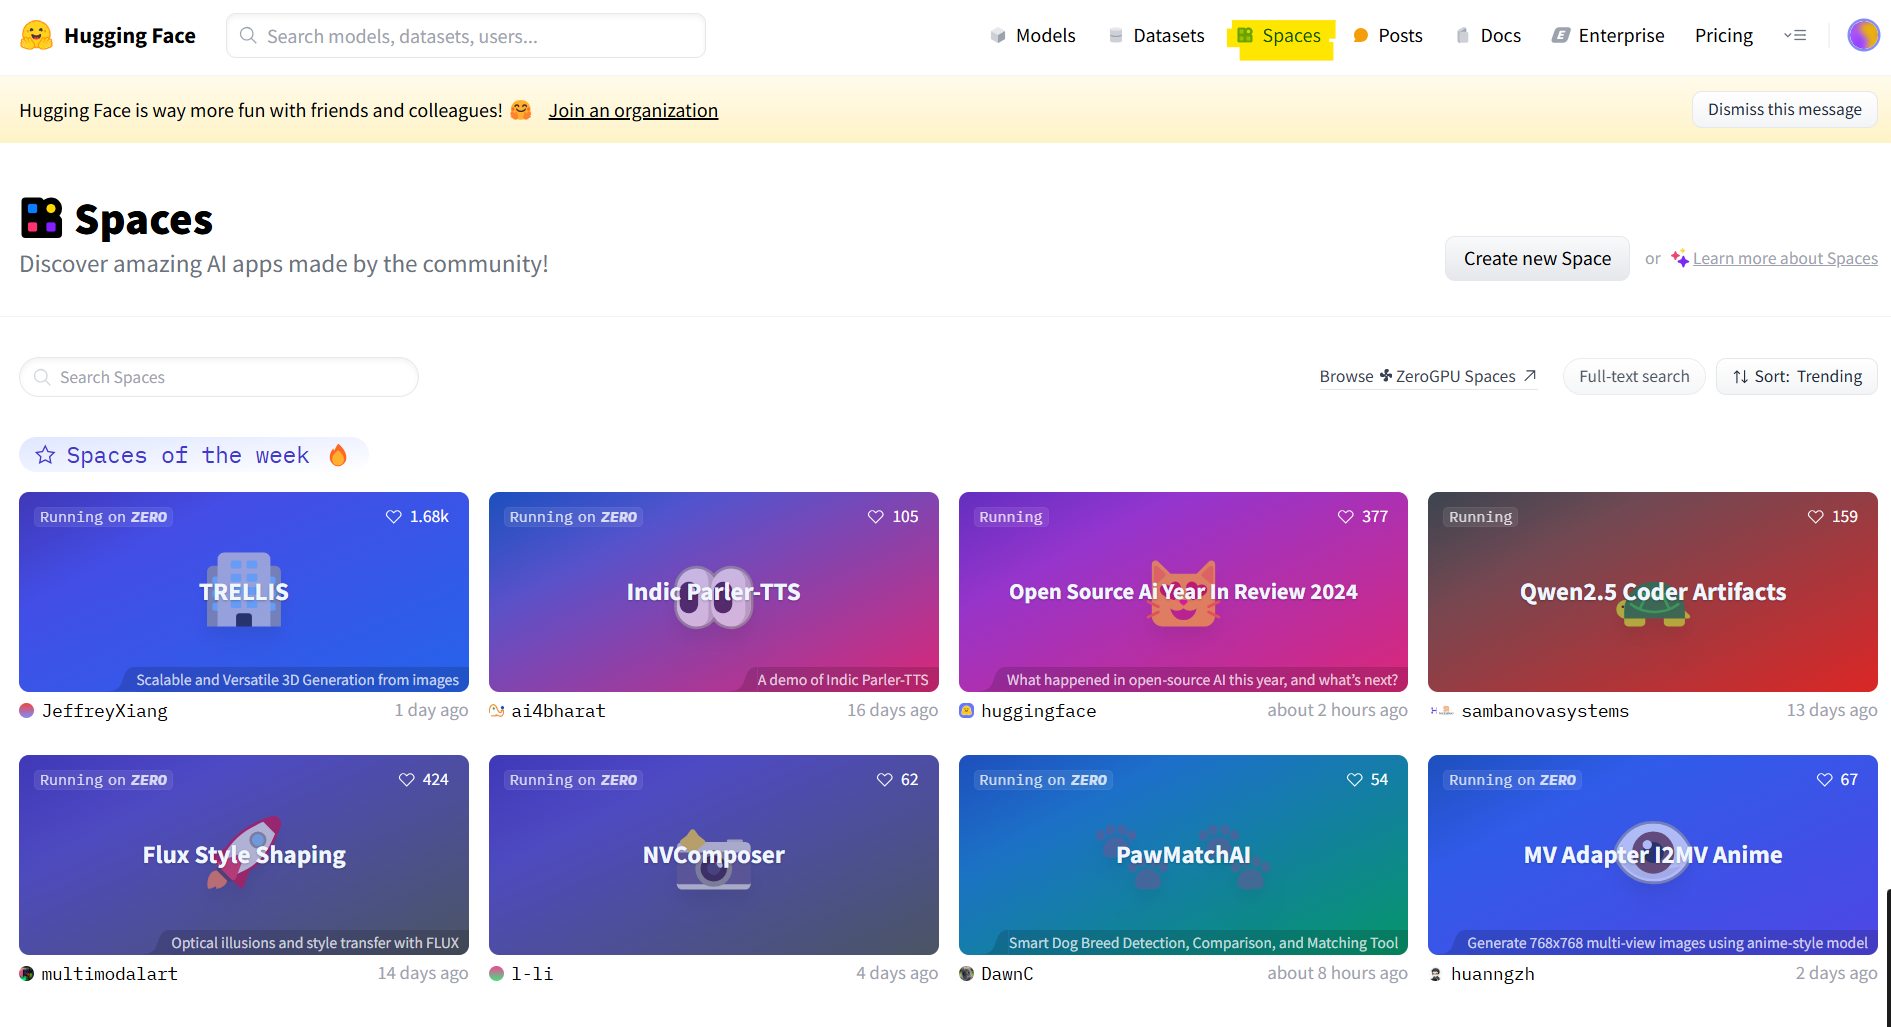 Hugging Face
Search models, datasets, users...
Models
Datasets
Spaces
Posts
Docs
Enterprise
Pricing
Hugging Face is way more fun with friends and colleagues! 🤗 Join an organization
Dismiss this message
Spaces
Discover amazing AI apps made by the community!
Create new Space
or
Learn more about Spaces
Search Spaces
Browse ZeroGPU Spaces
Full-text search
Sort: Trending
Spaces of the week 🔥
Running on ZERO
1.68k
TRELLIS
Scalable and Versatile 3D Generation from images
JeffreyXiang
1 day ago
Running on ZERO
105
Indic Parler-TTS
A demo of Indic Parler-TTS
ai4bharat
16 days ago
Running
377
Open Source Ai Year In Review 2024
What happened in open-source AI this year, and what’s next?
huggingface
about 2 hours ago
Running
159
Qwen2.5 Coder Artifacts
sambanovasystems
13 days ago
Running on ZERO
424
Flux Style Shaping
Optical illusions and style transfer with FLUX
multimodalart
14 days ago
Running on ZERO
62
NVComposer
l-li
4 days ago
Running on ZERO
54
PawMatchAI
Smart Dog Breed Detection, Comparison, and Matching Tool
DawnC
about 8 hours ago
Running on ZERO
67
MV Adapter I2MV Anime
Generate 768x768 multi-view images using anime-style model
huanngzh
2 days ago